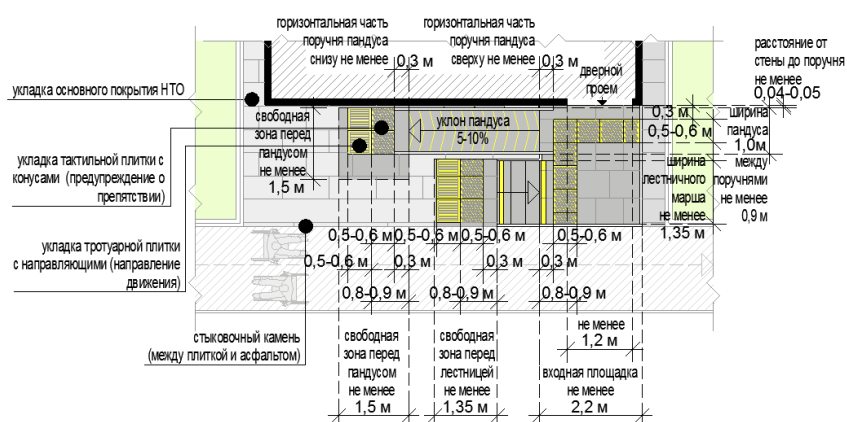 горизонтальная часть
поручня пандуса
снизу не менее
0,3 м
горизонтальная часть
поручня пандуса
сверху не менее
0,3 м
дверной
проем
расстояние от
стены до поручня
не менее
0,04-0,05
укладка основного покрытия НТО
свободная
зона перед
пандусом
не менее
1,5 м
уклон пандуса
5-10%
0,3 м
0,5-0,6 м
ширина
пандуса
1,0м
между
поручнями
не менее
0,9 м
ширина
лестничного
марша
не менее
1,35 м
укладка тактильной плитки с
конусами (предупреждение о
препятствии)
укладка тротуарной плитки
с направляющими (направление
движения)
0,5-0,6 м
0,5-0,6 м
0,5-0,6 м
0,5-0,6 м
0,5-0,6 м
0,3 м
0,3 м
0,3 м
0,8-0,9 м
0,8-0,9 м
0,8-0,9 м
стыковочный камень
(между плиткой и асфальтом)
свободная
зона перед
пандусом
не менее
1,5 м
свободная
зона перед
лестницей
не менее
1,35 м
не менее
1,2 м
входная площадка
не менее
2,2 м